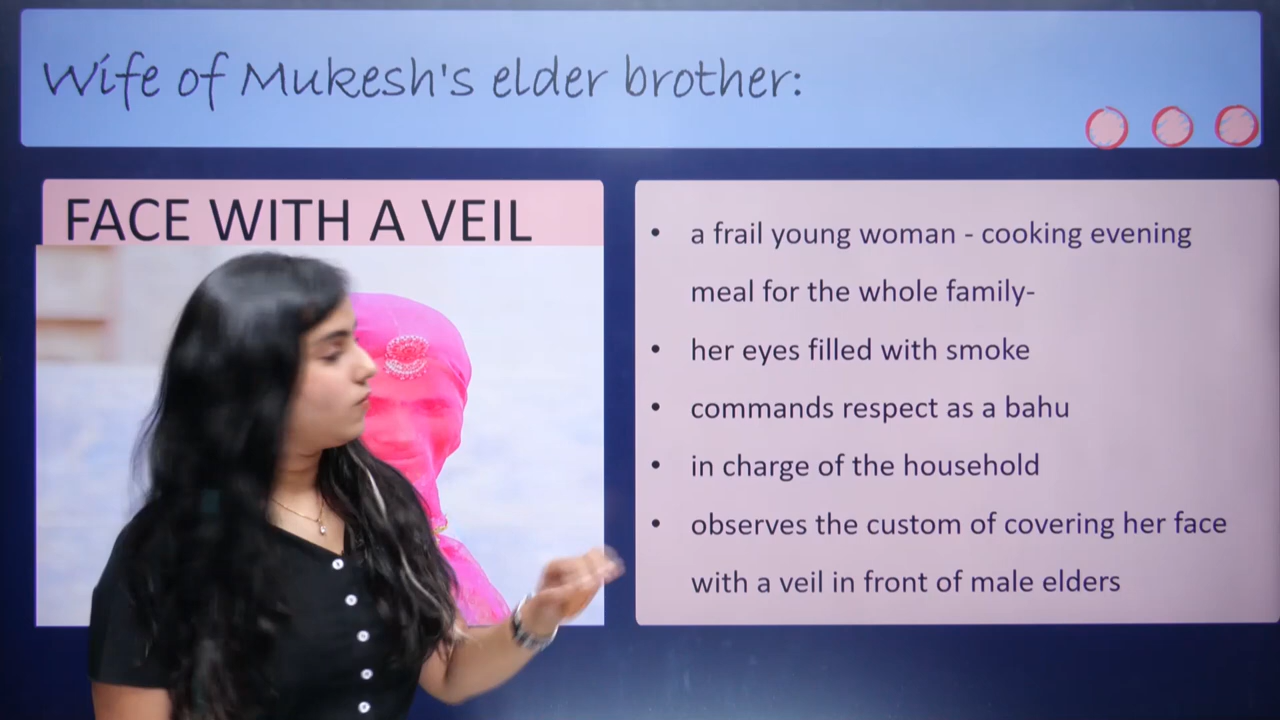 Wife of Mukesh's elder brother:
FACE WITH A VEIL
• a frail young woman - cooking evening
meal for the whole family-
• her eyes filled with smoke
• commands respect as a bahu
• in charge of the household
• observes the custom of covering her face
with a veil in front of male elders